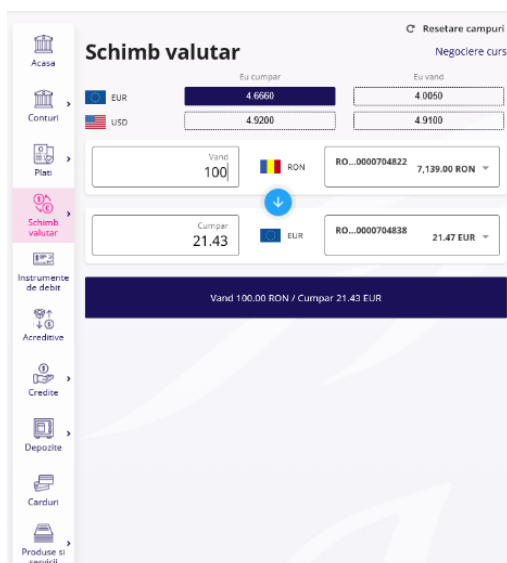 Resetare campuri
Acasa
Schimb valutar
Negociere curs
Eu cumpar
Eu vand
EUR
4.6660
4.0050
Conturi
USD
4.9200
4.9100
Plati
Vand
100
RON
RO...0000704822
7,139.00 RON
Schimb
valutar
Cumpar
21.43
EUR
RO...0000704838
21.47 EUR
Instrumente
de debit
Vand 100.00 RON / Cumpar 21.43 EUR
Acreditive
Credite
Depozite
Carduri
Produse si
servicii